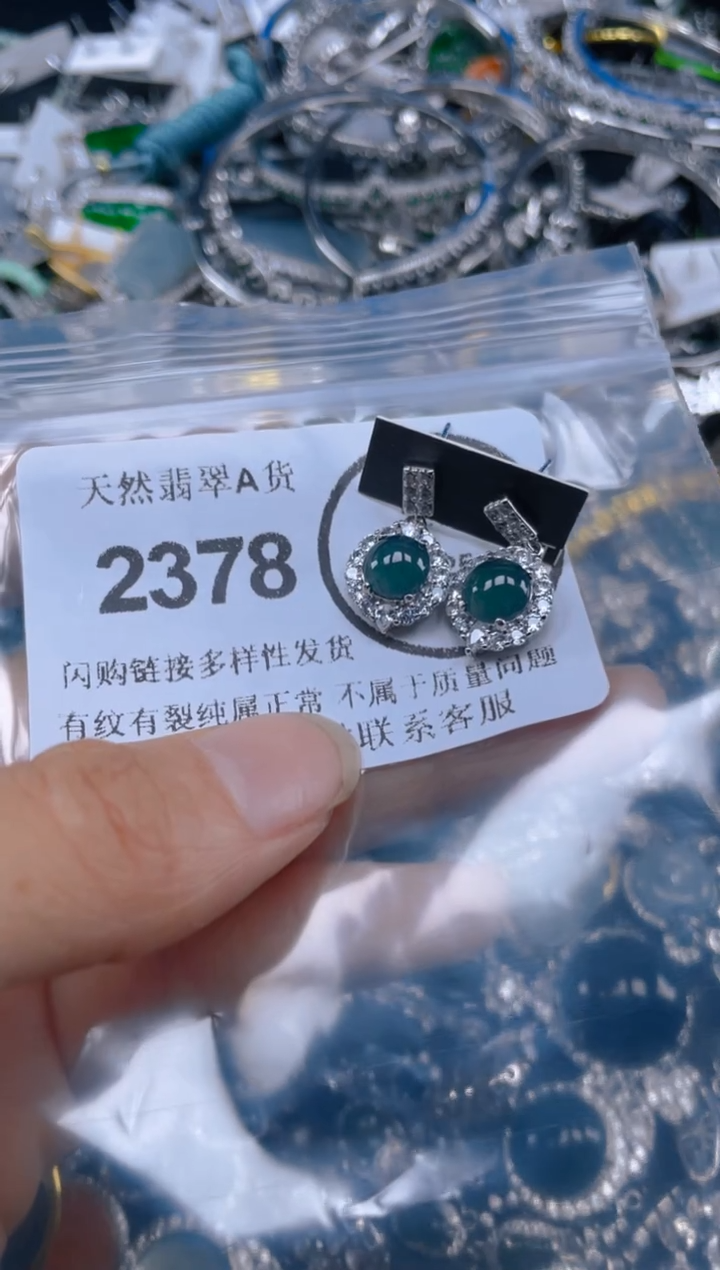 天然翡翠A货
2378
闪购链接多样性发货
有纹有裂纯属正常 不属于质量问题
联系客服